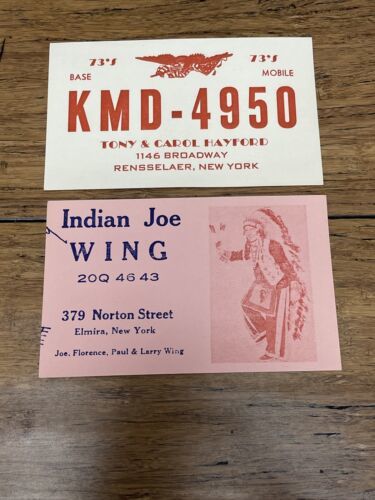 73's 73's
BASE MOBILE
KMD-4950
TONY & CAROL HAYFORD
1146 BROADWAY
RENSSELAER, NEW YORK
Indian Joe
WING
20Q 4643
379 Norton Street
Elmira, New York
Joe, Florence, Paul & Larry Wing